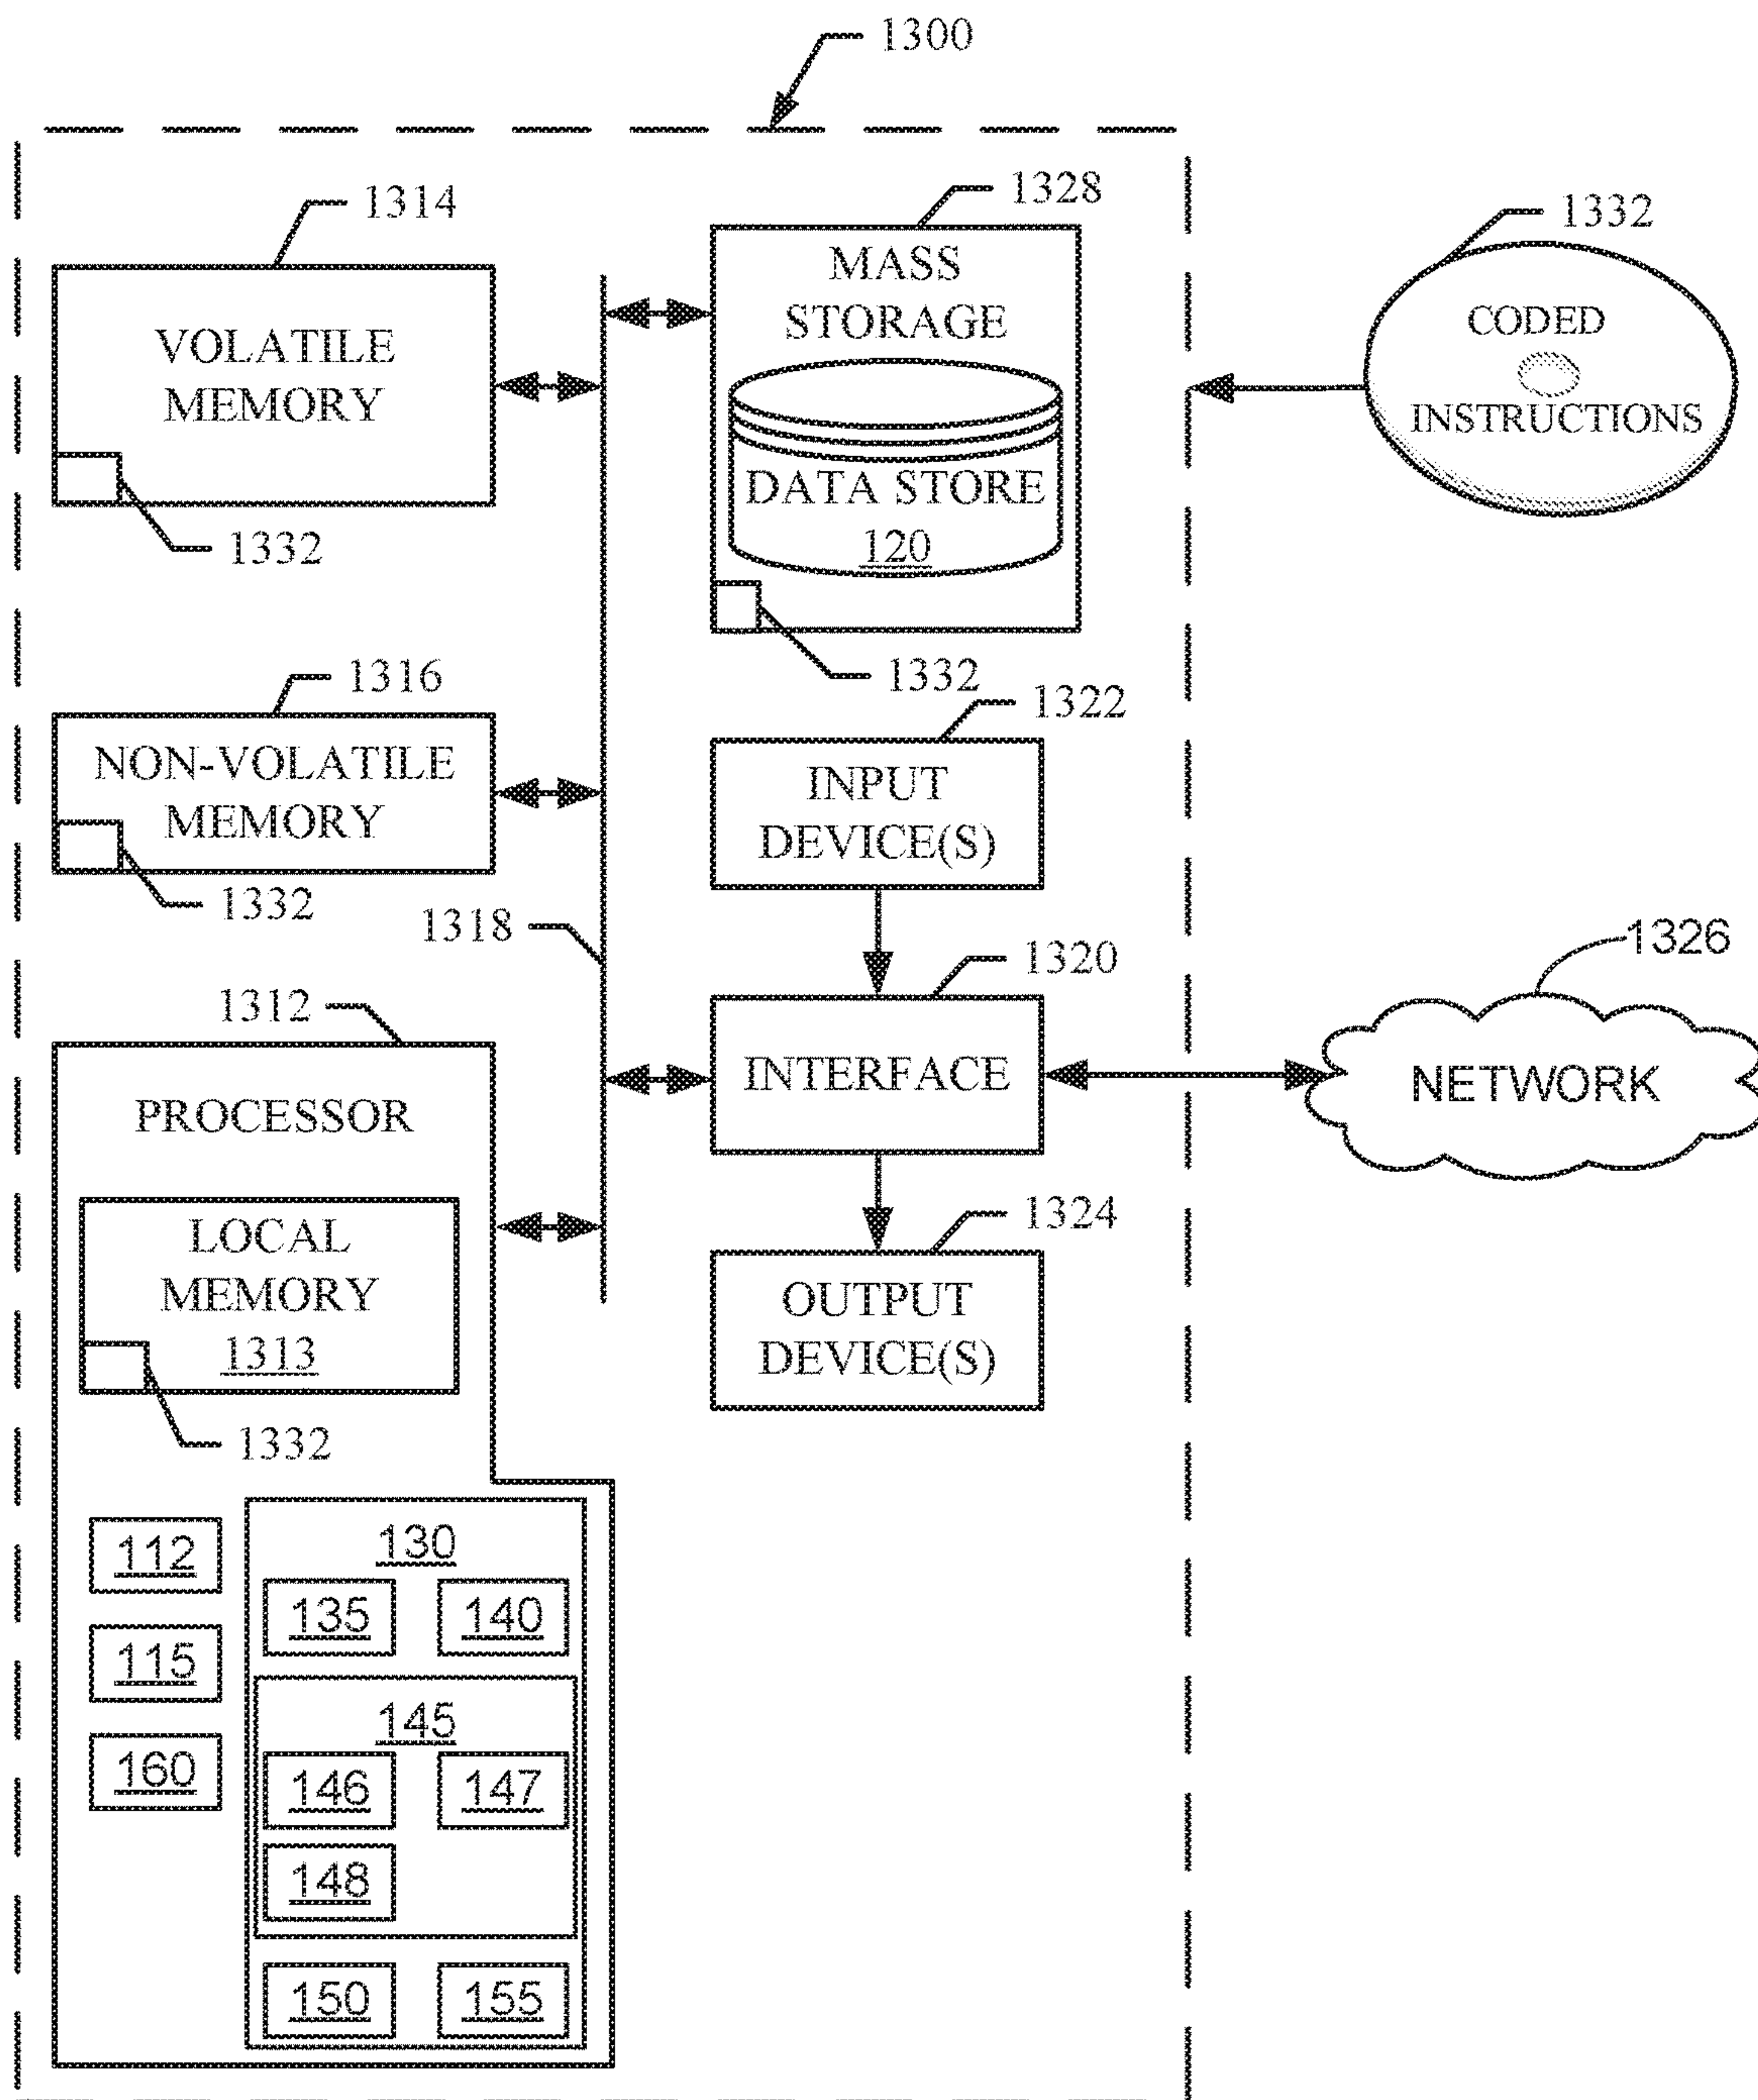 1300
1314
VOLATILE
MEMORY
1332
1328
MASS
STORAGE
DATA STORE
120
1332
1332
CODED
INSTRUCTIONS
1316
NON-VOLATILE
MEMORY
1332
1318
1322
INPUT
DEVICE(S)
1320
INTERFACE
1326
NETWORK
1324
OUTPUT
DEVICE(S)
1312
PROCESSOR
LOCAL
MEMORY
1313
1332
112
115
160
130
135
140
145
146
147
148
150
155